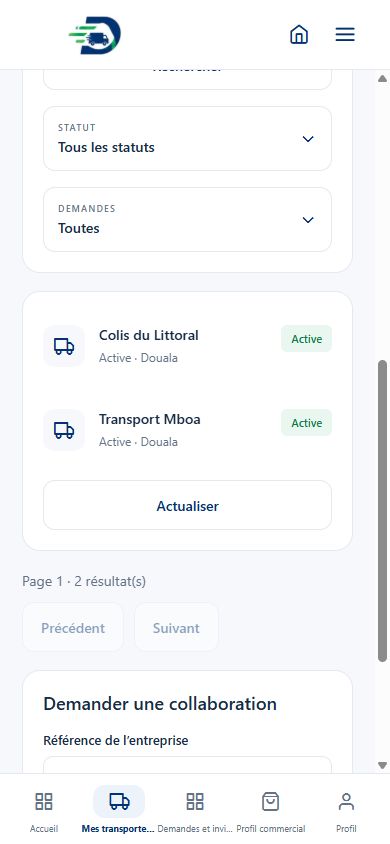 Rechercher
STATUT
Tous les statuts
DEMANDES
Toutes
Colis du Littoral
Active
Active · Douala
Transport Mboa
Active
Active · Douala
Actualiser
Page 1 · 2 résultat(s)
Précédent
Suivant
Demander une collaboration
Référence de l'entreprise
Accueil
Mes transporte...
Demandes et invi...
Profil commercial
Profil